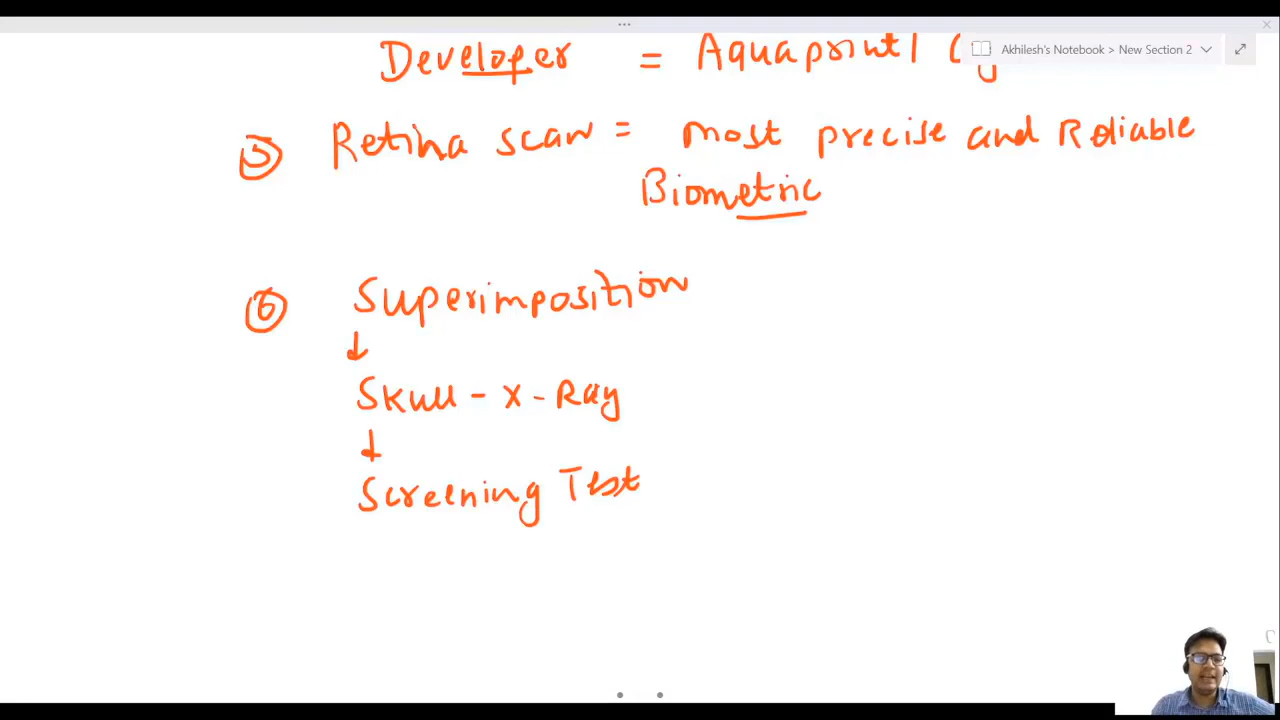 Akhilesh's Notebook > New Section 2
Developer = Aquaprint1
5 Retina scan = most precise and Reliable
Biometric
6 Superimposition
↓
Skull - X - Ray
↓
Screening Test